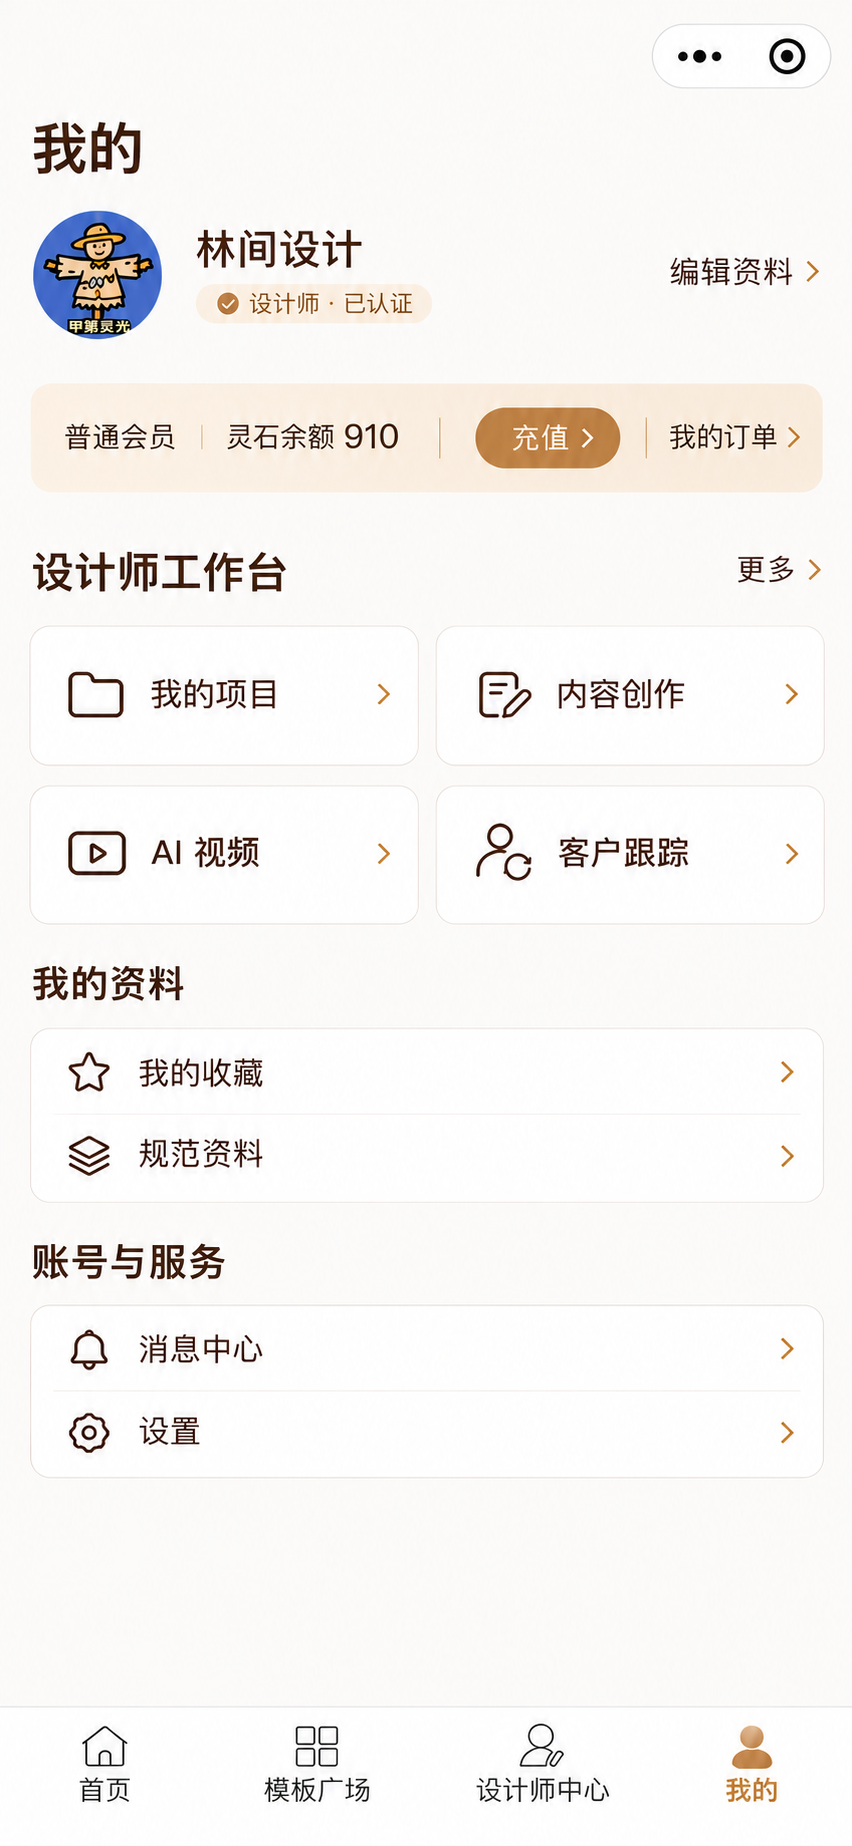 我的
林间设计
设计师 · 已认证
编辑资料
甲第灵光
普通会员
灵石余额 910
充值
我的订单
设计师工作台
更多
我的项目
内容创作
AI 视频
客户跟踪
我的资料
我的收藏
规范资料
账号与服务
消息中心
设置
首页
模板广场
设计师中心
我的